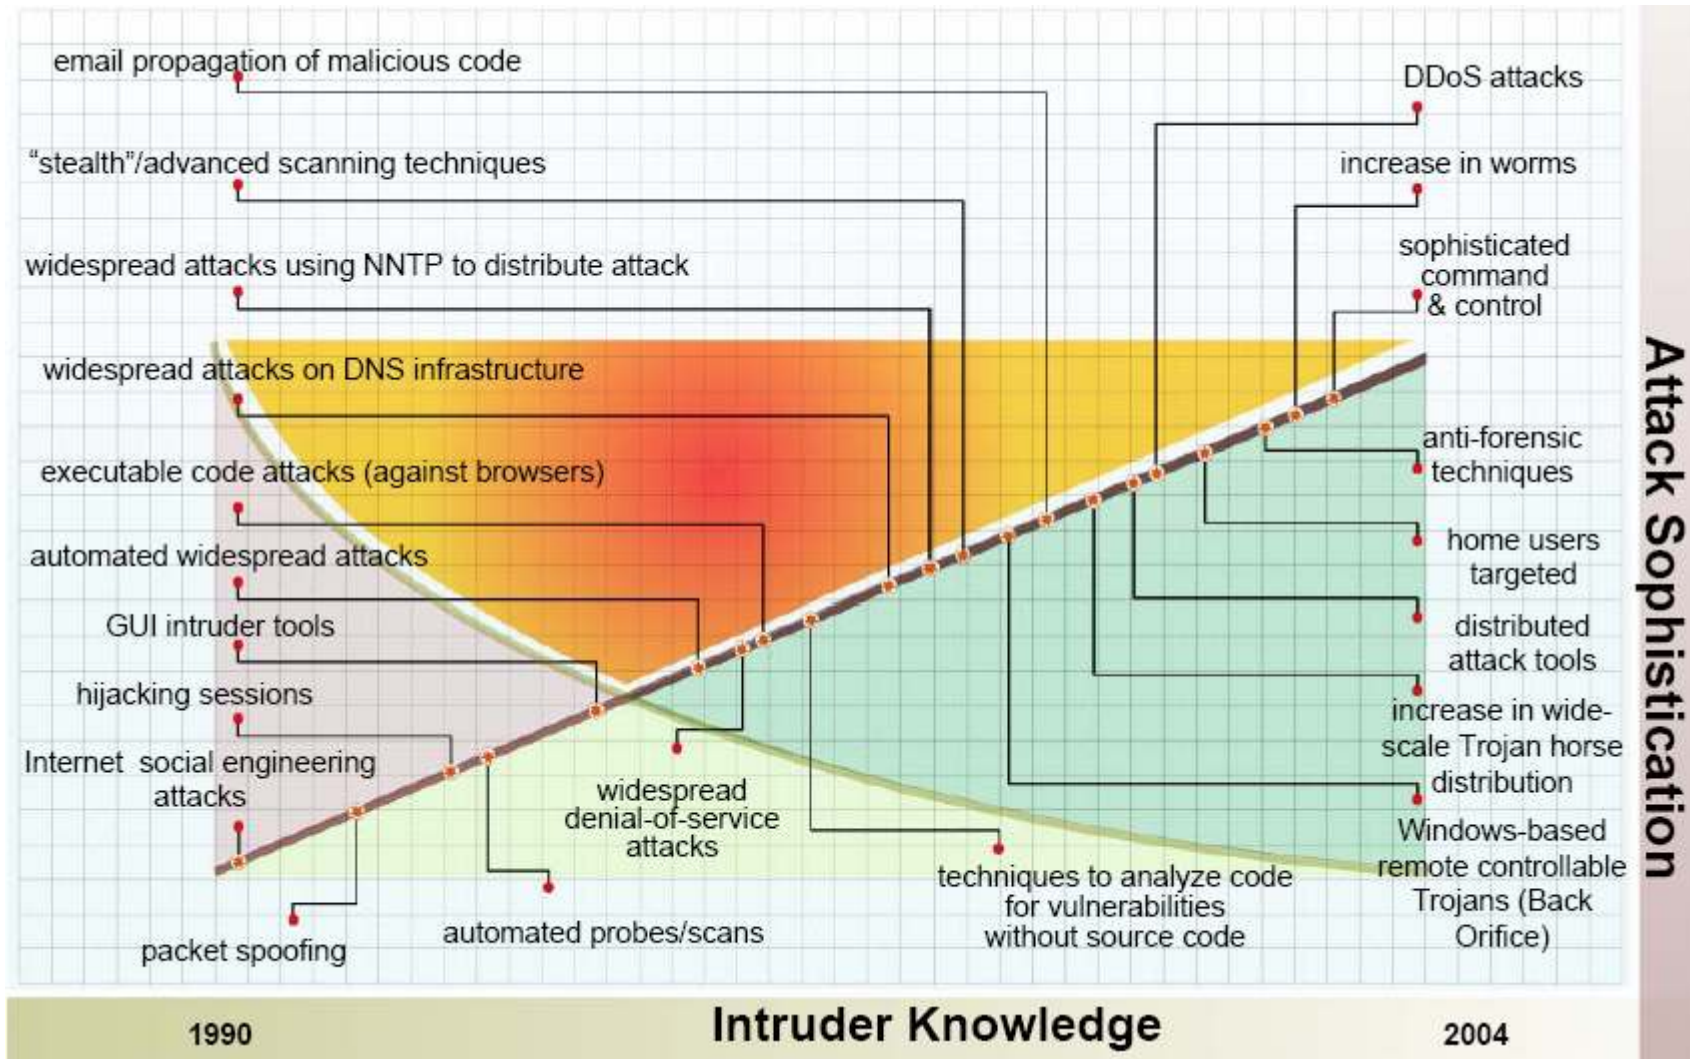 email propagation of malicious code
“stealth”/advanced scanning techniques
widespread attacks using NNTP to distribute attack
widespread attacks on DNS infrastructure
executable code attacks (against browsers)
automated widespread attacks
GUI intruder tools
hijacking sessions
Internet social engineering
attacks
packet spoofing
automated probes/scans
widespread
denial-of-service
attacks
techniques to analyze code
for vulnerabilities
without source code
DDoS attacks
increase in worms
sophisticated
command
& control
anti-forensic
techniques
home users
targeted
distributed
attack tools
increase in wide-
scale Trojan horse
distribution
Windows-based
remote controllable
Trojans (Back
Orifice)
Attack Sophistication
1990
Intruder Knowledge
2004